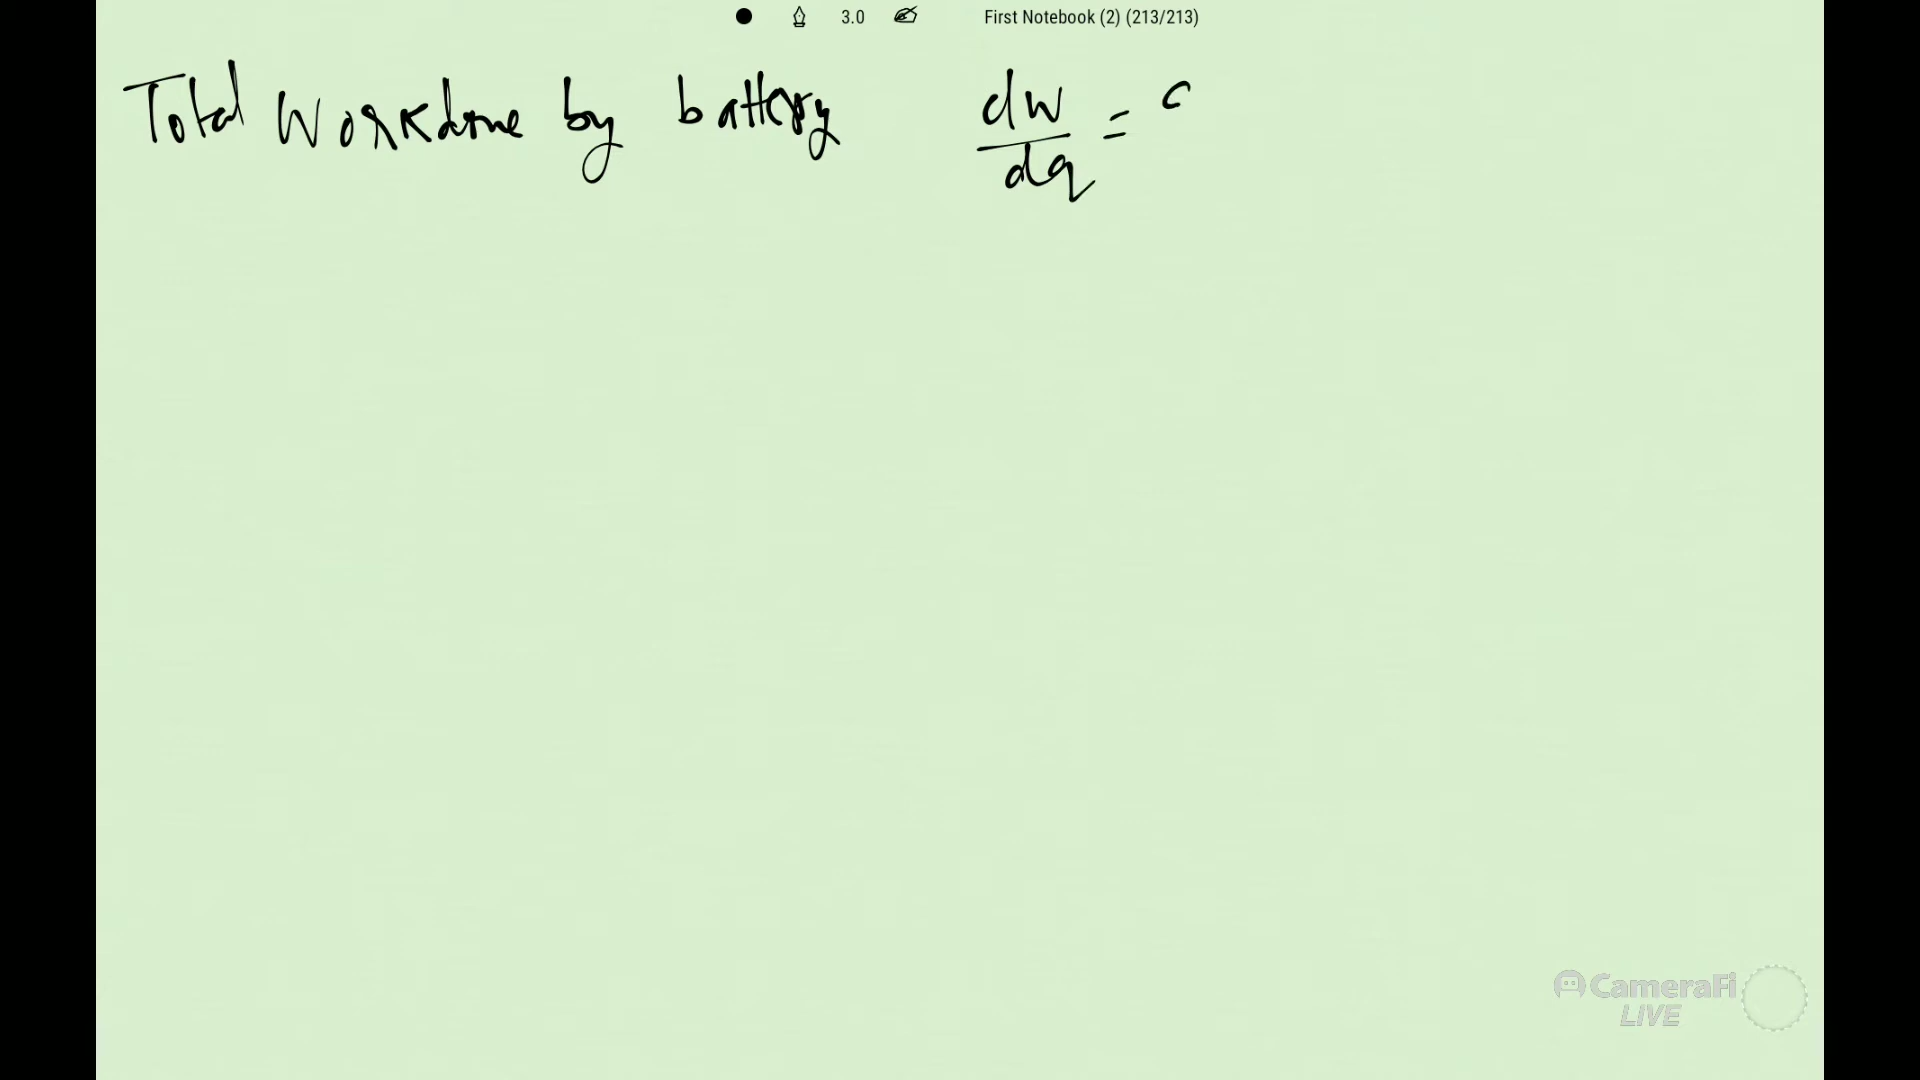 3.0 First Notebook (2) (213/213)
Total Workdone by battery dw/dq =
CameraFi
LIVE